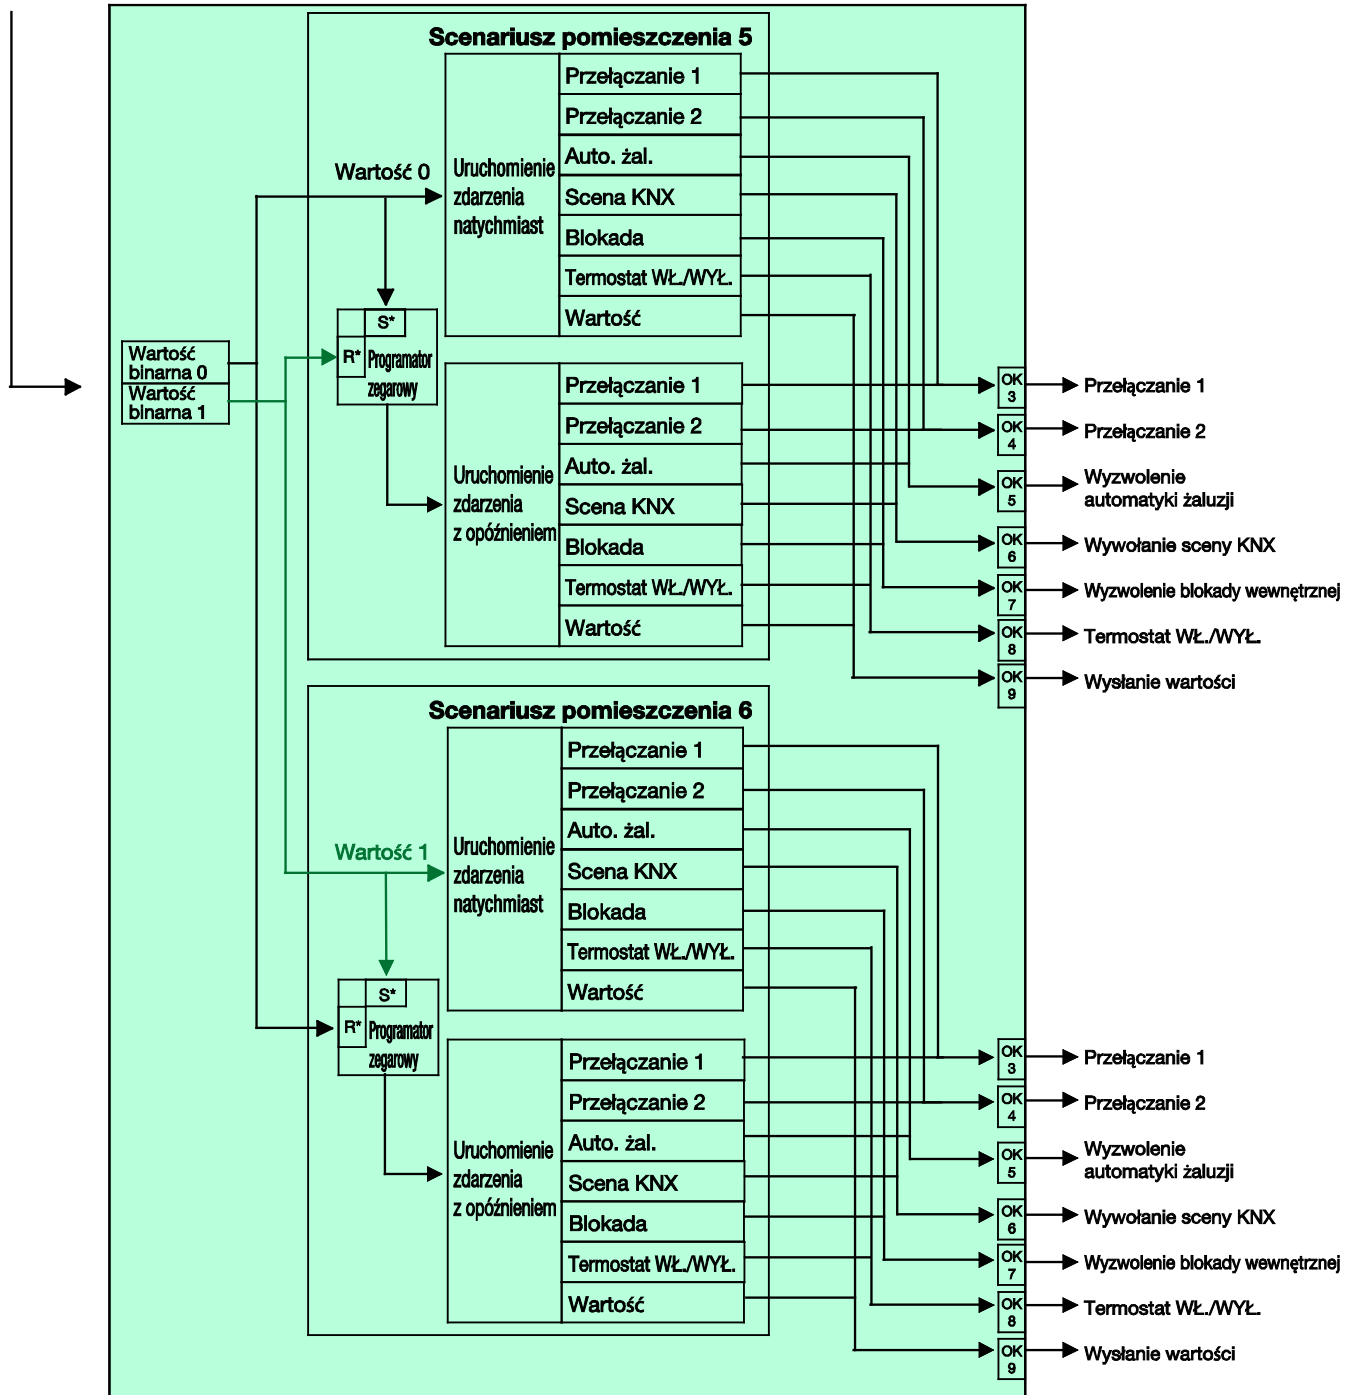 Scenariusz pomieszczenia 5
Wartość 0
Uruchomienie
zdarzenia
natychmiast
Przełączanie 1
Przełączanie 2
Auto. żal.
Scena KNX
Blokada
Termostat WŁ./WYŁ.
Wartość
S*
R*
Programator
zegarowy
Wartość
binarna 0
Wartość
binarna 1
Uruchomienie
zdarzenia
z opóźnieniem
Przełączanie 1
Przełączanie 2
Auto. żal.
Scena KNX
Blokada
Termostat WŁ./WYŁ.
Wartość
OK
3
Przełączanie 1
OK
4
Przełączanie 2
OK
5
Wyzwolenie
automatyki żaluzji
OK
6
Wywołanie sceny KNX
OK
7
Wyzwolenie blokady wewnętrznej
OK
8
Termostat WŁ./WYŁ.
OK
9
Wysłanie wartości
Scenariusz pomieszczenia 6
Wartość 1
Uruchomienie
zdarzenia
natychmiast
Przełączanie 1
Przełączanie 2
Auto. żal.
Scena KNX
Blokada
Termostat WŁ./WYŁ.
Wartość
S*
R*
Programator
zegarowy
Uruchomienie
zdarzenia
z opóźnieniem
Przełączanie 1
Przełączanie 2
Auto. żal.
Scena KNX
Blokada
Termostat WŁ./WYŁ.
Wartość
OK
3
Przełączanie 1
OK
4
Przełączanie 2
OK
5
Wyzwolenie
automatyki żaluzji
OK
6
Wywołanie sceny KNX
OK
7
Wyzwolenie blokady wewnętrznej
OK
8
Termostat WŁ./WYŁ.
OK
9
Wysłanie wartości